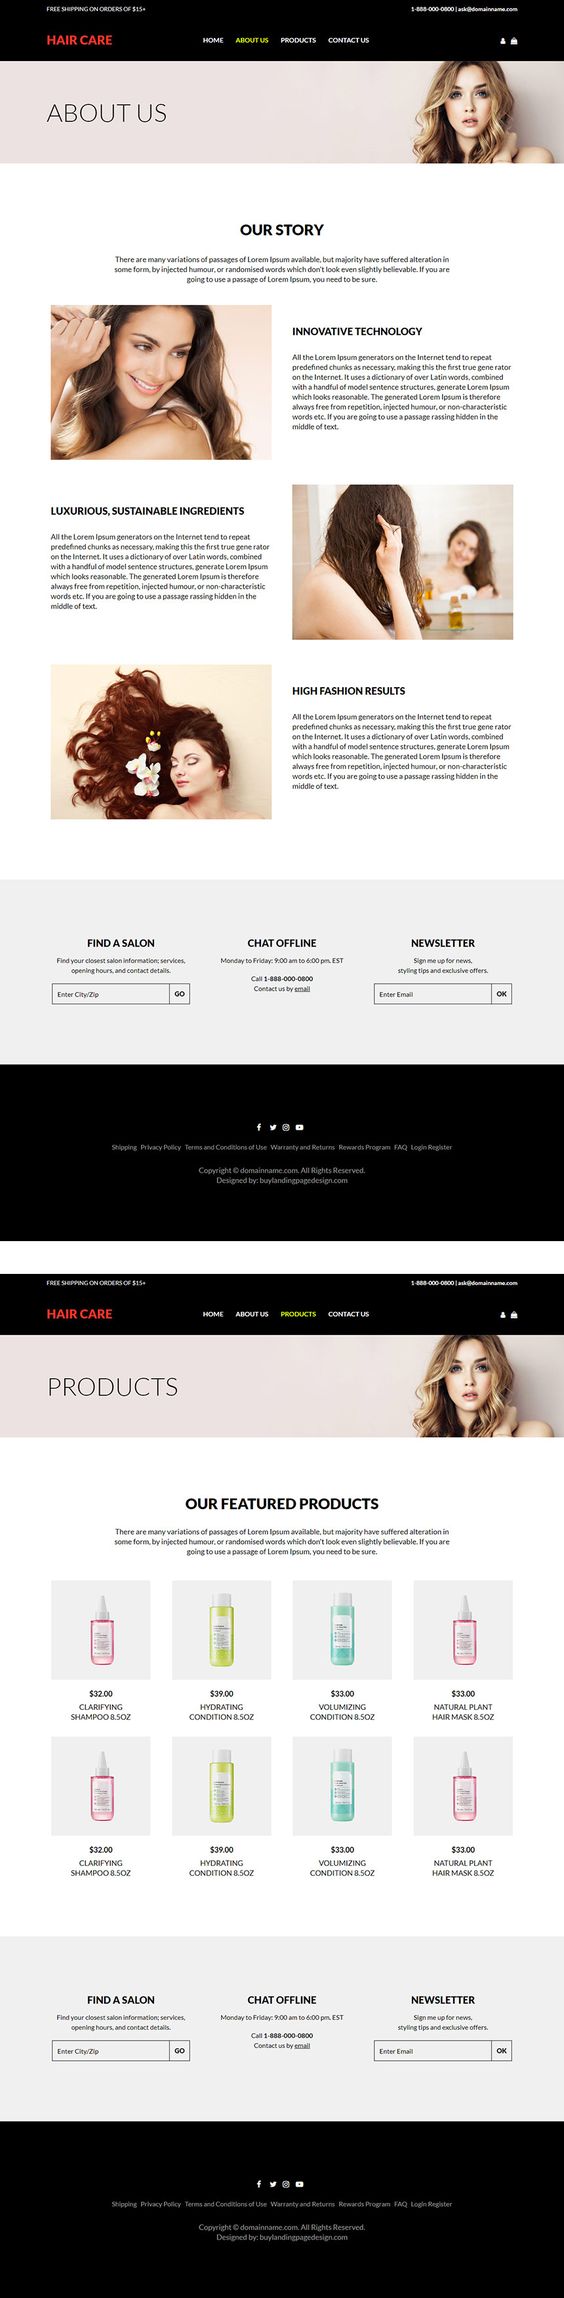 FREE SHIPPING ON ORDERS OF $15+
1-888-000-0800 | ask@domainname.com
HAIR CARE
HOME ABOUT US PRODUCTS CONTACT US
ABOUT US
OUR STORY
There are many variations of passages of Lorem Ipsum available, but majority have suffered alteration in
some form, by injected humour, or randomised words which don't look even slightly believable. If you are
going to use a passage of Lorem Ipsum, you need to be sure.
INNOVATIVE TECHNOLOGY
All the Lorem Ipsum generators on the Internet tend to repeat
predefined chunks as necessary, making this the first true gene rator
on the Internet. It uses a dictionary of over Latin words, combined
with a handful of model sentence structures, generate Lorem Ipsum
which looks reasonable. The generated Lorem Ipsum is therefore
always free from repetition, injected humour, or non-characteristic
words etc. If you are going to use a passage rassing hidden in the
middle of text.
LUXURIOUS, SUSTAINABLE INGREDIENTS
All the Lorem Ipsum generators on the Internet tend to repeat
predefined chunks as necessary, making this the first true gene rator
on the Internet. It uses a dictionary of over Latin words, combined
with a handful of model sentence structures, generate Lorem Ipsum
which looks reasonable. The generated Lorem Ipsum is therefore
always free from repetition, injected humour, or non-characteristic
words etc. If you are going to use a passage rassing hidden in the
middle of text.
HIGH FASHION RESULTS
All the Lorem Ipsum generators on the Internet tend to repeat
predefined chunks as necessary, making this the first true gene rator
on the Internet. It uses a dictionary of over Latin words, combined
with a handful of model sentence structures, generate Lorem Ipsum
which looks reasonable. The generated Lorem Ipsum is therefore
always free from repetition, injected humour, or non-characteristic
words etc. If you are going to use a passage rassing hidden in the
middle of text.
FIND A SALON
Find your closest salon information; services,
opening hours, and contact details.
Enter City/Zip GO
CHAT OFFLINE
Monday to Friday: 9:00 am to 6:00 pm. EST
Call 1-888-000-0800
Contact us by email
NEWSLETTER
Sign me up for news,
styling tips and exclusive offers.
Enter Email OK
Shipping Privacy Policy Terms and Conditions of Use Warranty and Returns Rewards Program FAQ Login Register
Copyright © domainname.com. All Rights Reserved.
Designed by: buylandingpagedesign.com
FREE SHIPPING ON ORDERS OF $15+
1-888-000-0800 | ask@domainname.com
HAIR CARE
HOME ABOUT US PRODUCTS CONTACT US
PRODUCTS
OUR FEATURED PRODUCTS
There are many variations of passages of Lorem Ipsum available, but majority have suffered alteration in
some form, by injected humour, or randomised words which don't look even slightly believable. If you are
going to use a passage of Lorem Ipsum, you need to be sure.
$32.00
CLARIFYING
SHAMPOO 8.5OZ
$39.00
HYDRATING
CONDITION 8.5OZ
$33.00
VOLUMIZING
CONDITION 8.5OZ
$33.00
NATURAL PLANT
HAIR MASK 8.5OZ
$32.00
CLARIFYING
SHAMPOO 8.5OZ
$39.00
HYDRATING
CONDITION 8.5OZ
$33.00
VOLUMIZING
CONDITION 8.5OZ
$33.00
NATURAL PLANT
HAIR MASK 8.5OZ
FIND A SALON
Find your closest salon information; services,
opening hours, and contact details.
Enter City/Zip GO
CHAT OFFLINE
Monday to Friday: 9:00 am to 6:00 pm. EST
Call 1-888-000-0800
Contact us by email
NEWSLETTER
Sign me up for news,
styling tips and exclusive offers.
Enter Email OK
Shipping Privacy Policy Terms and Conditions of Use Warranty and Returns Rewards Program FAQ Login Register
Copyright © domainname.com. All Rights Reserved.
Designed by: buylandingpagedesign.com